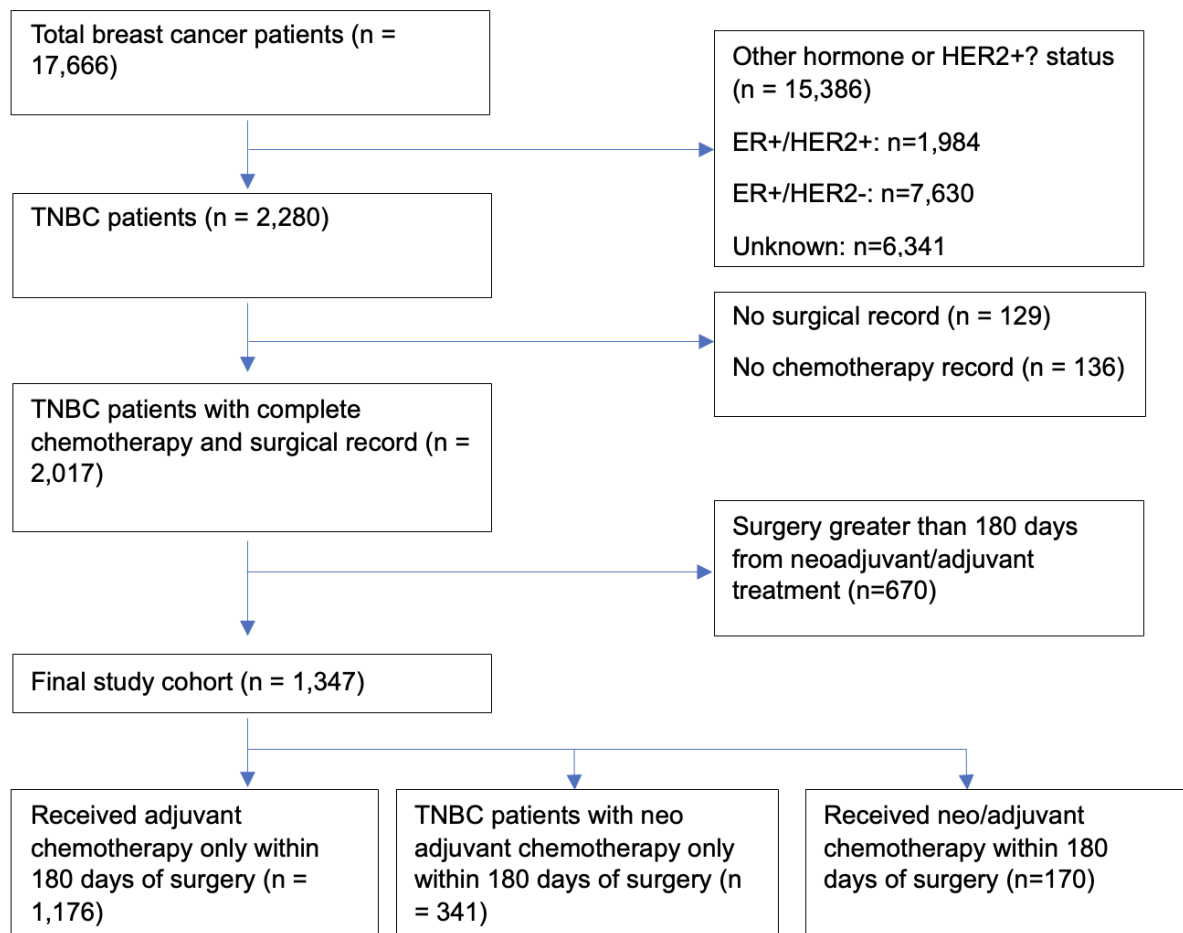 Total breast cancer patients (n =
17,666)
Other hormone or HER2+? status
(n = 15,386)
ER+/HER2+: n=1,984
ER+/HER2-: n=7,630
Unknown: n=6,341
TNBC patients (n = 2,280)
No surgical record (n = 129)
No chemotherapy record (n = 136)
TNBC patients with complete
chemotherapy and surgical record (n =
2,017)
Surgery greater than 180 days
from neoadjuvant/adjuvant
treatment (n=670)
Final study cohort (n = 1,347)
Received adjuvant
chemotherapy only within
180 days of surgery (n =
1,176)
TNBC patients with neo
adjuvant chemotherapy only
within 180 days of surgery (n
= 341)
Received neo/adjuvant
chemotherapy within 180
days of surgery (n=170)